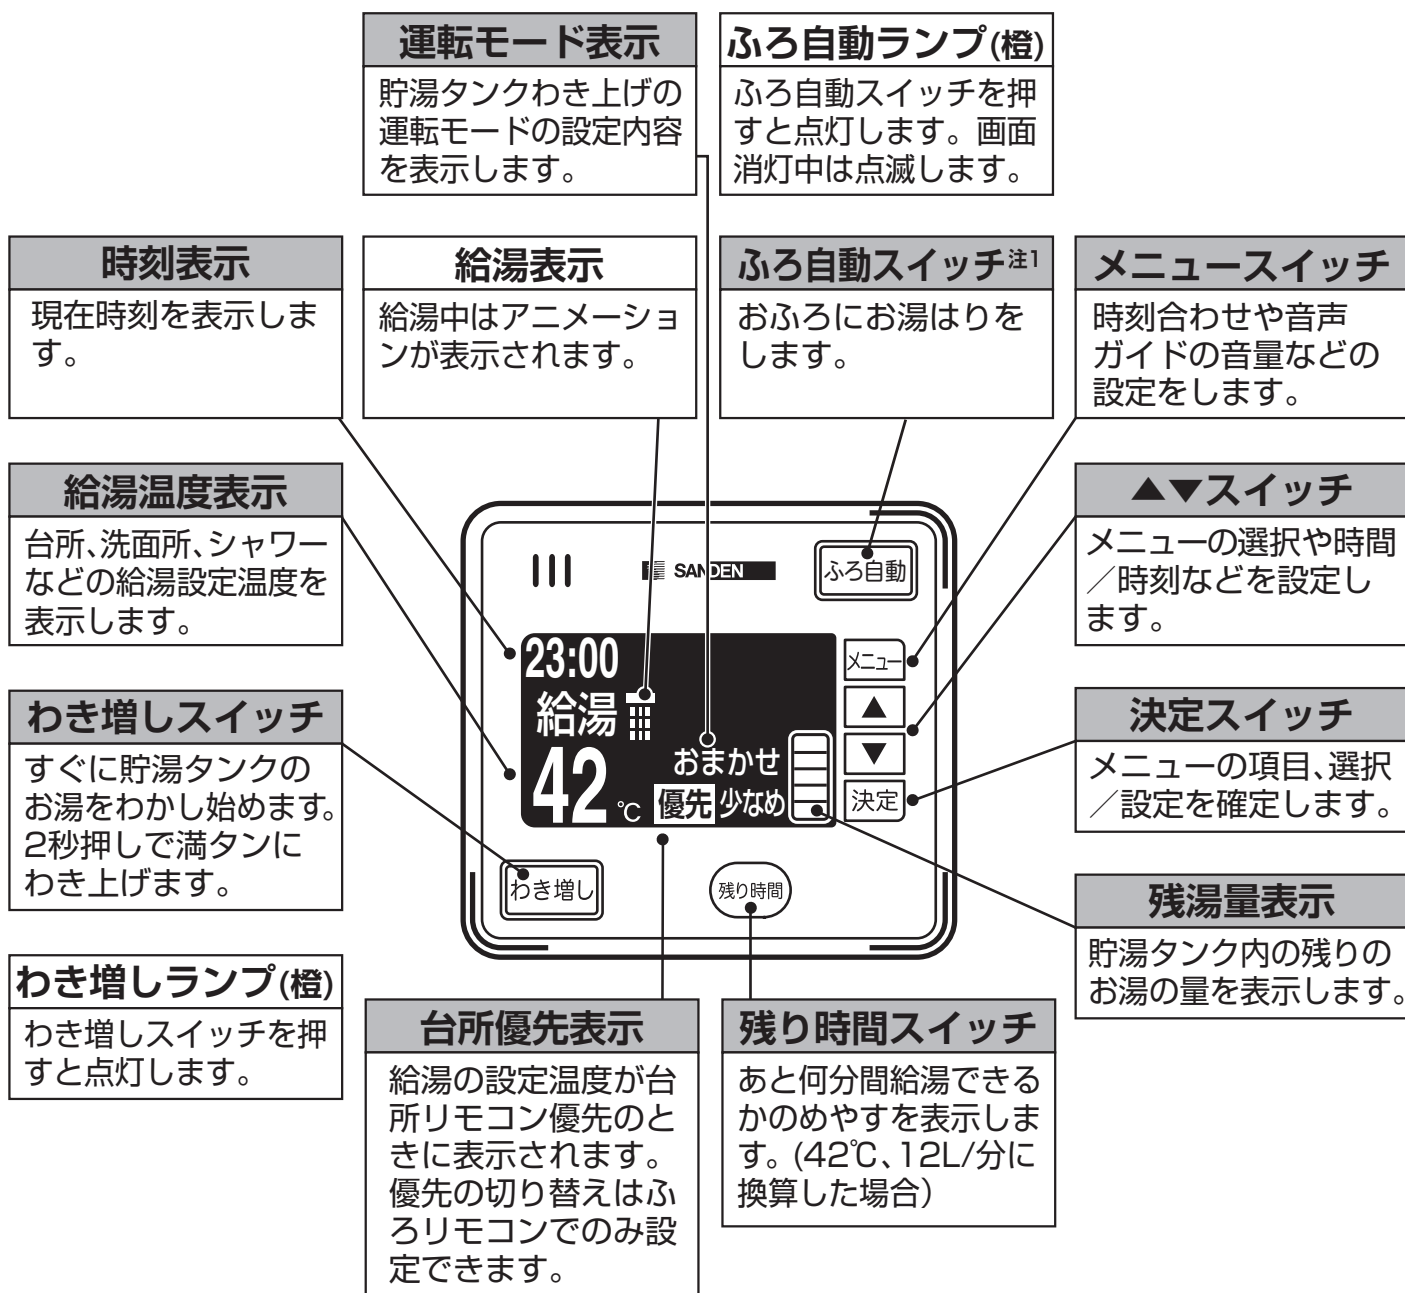 運転モード表示
貯湯タンクわき上げの
運転モードの設定内容
を表示します。
ふろ自動ランプ(橙)
ふろ自動スイッチを押
すと点灯します。画面
消灯中は点滅します。
時刻表示
現在時刻を表示しま
す。
給湯表示
給湯中はアニメーショ
ンが表示されます。
ふろ自動スイッチ注1
おふろにお湯はりを
します。
メニュースイッチ
時刻合わせや音声
ガイドの音量などの
設定をします。
給湯温度表示
台所、洗面所、シャワー
などの給湯設定温度を
表示します。
▲▼スイッチ
メニューの選択や時間
／時刻などを設定し
ます。
わき増しスイッチ
すぐに貯湯タンクの
お湯をわかし始めます。
2秒押しで満タンに
わき上げます。
決定スイッチ
メニューの項目、選択
／設定を確定します。
わき増しランプ(橙)
わき増しスイッチを押
すと点灯します。
残湯量表示
貯湯タンク内の残りの
お湯の量を表示します。
SANDEN
ふろ自動
23:00
給湯
42℃
おまかせ
優先 少なめ
メニュー
▲
▼
決定
わき増し
残り時間
台所優先表示
給湯の設定温度が台
所リモコン優先のと
きに表示されます。
優先の切り替えはふ
ろリモコンでのみ設
定できます。
残り時間スイッチ
あと何分間給湯できる
かのめやすを表示しま
す。(42℃、12L/分に
換算した場合）